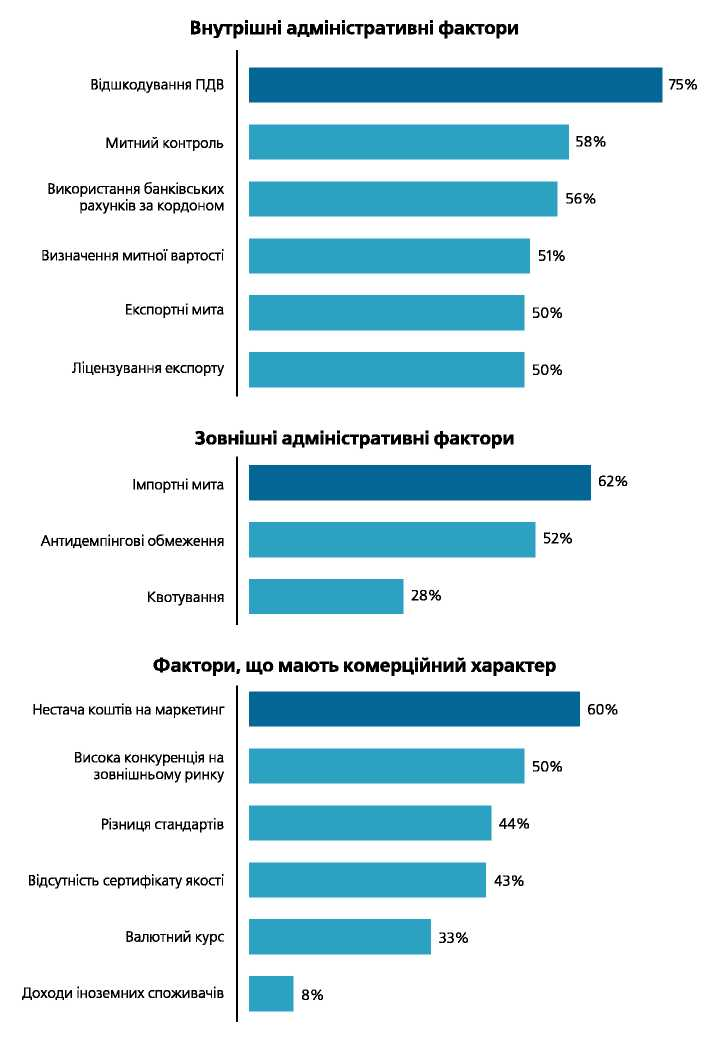 Внутрішні адміністративні фактори
Відшкодування ПДВ
75%
Митний контроль
58%
Використання банківських
рахунків за кордоном
56%
Визначення митної вартості
51%
Експортні мита
50%
Ліцензування експорту
50%
Зовнішні адміністративні фактори
Імпортні мита
62%
Антидемпінгові обмеження
52%
Квотування
28%
Фактори, що мають комерційний характер
Нестача коштів на маркетинг
60%
Висока конкуренція на
зовнішньому ринку
50%
Різниця стандартів
44%
Відсутність сертифікату якості
43%
Валютний курс
33%
Доходи іноземних споживачів
8%